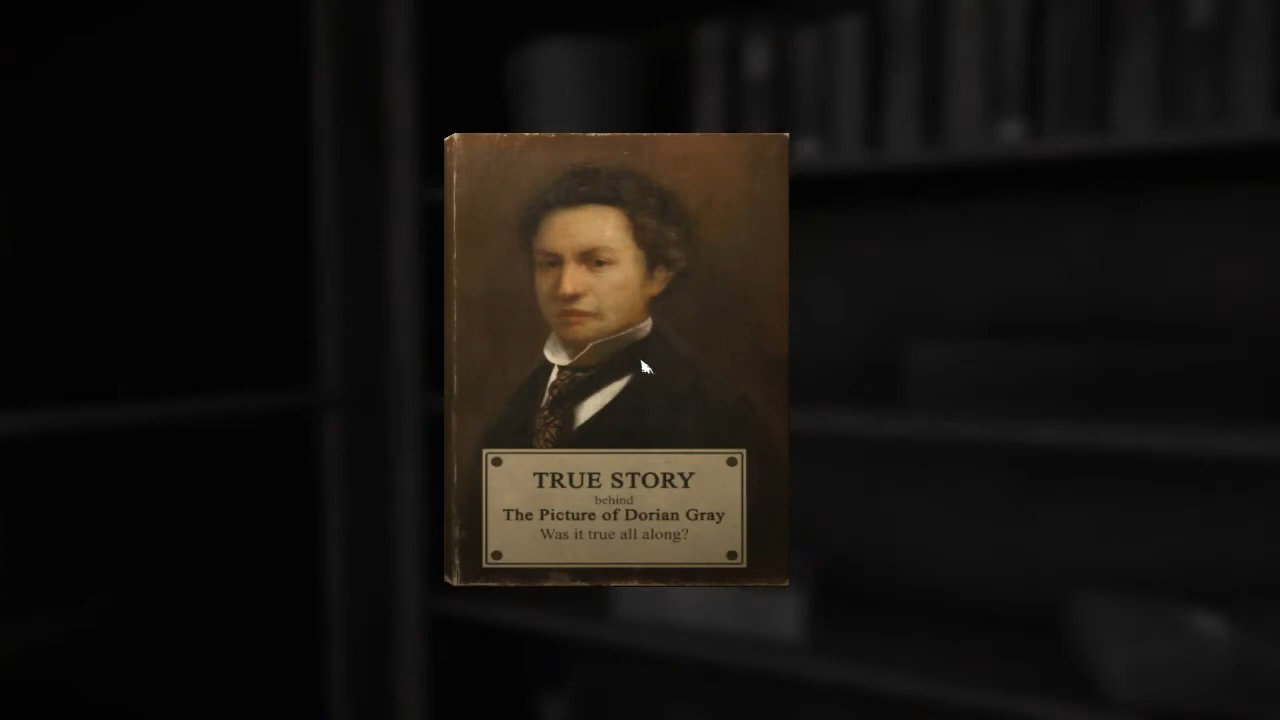 TRUE STORY
behind
The Picture of Dorian Gray
Was it true all along?